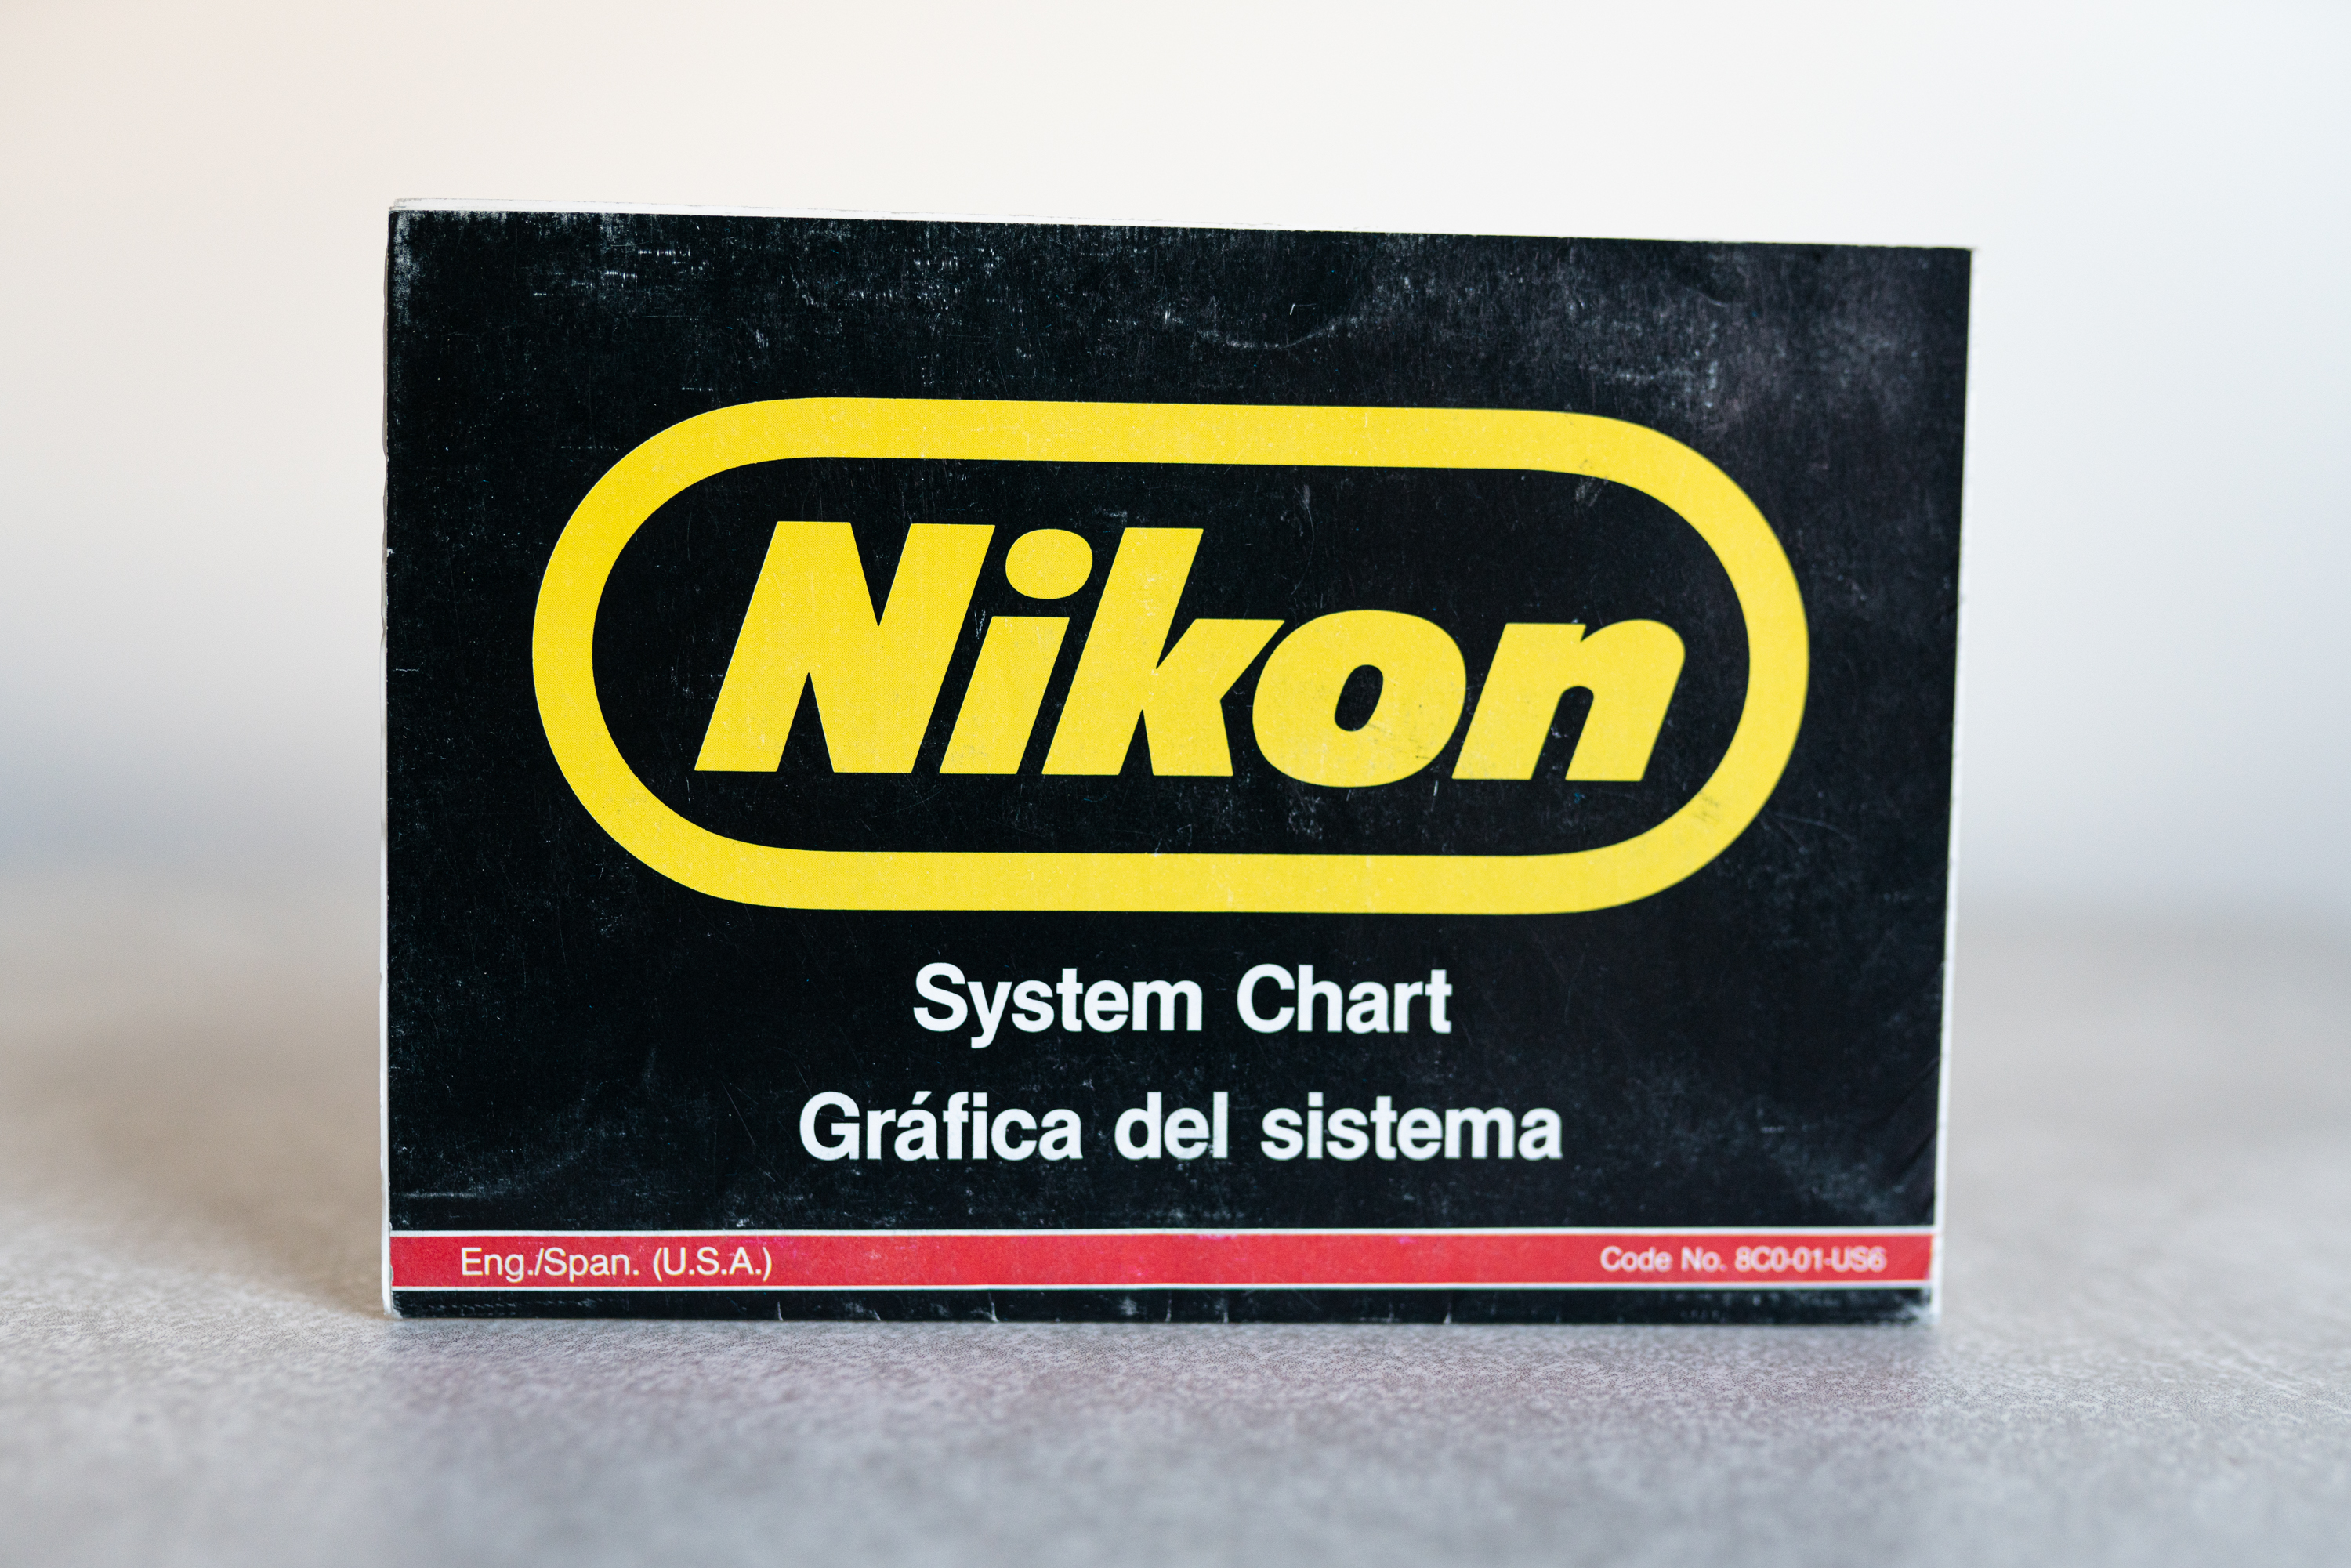 Nikon
System Chart
Gráfica del sistema
Eng./Span. (U.S.A.) Code No. 8C0-01-US6